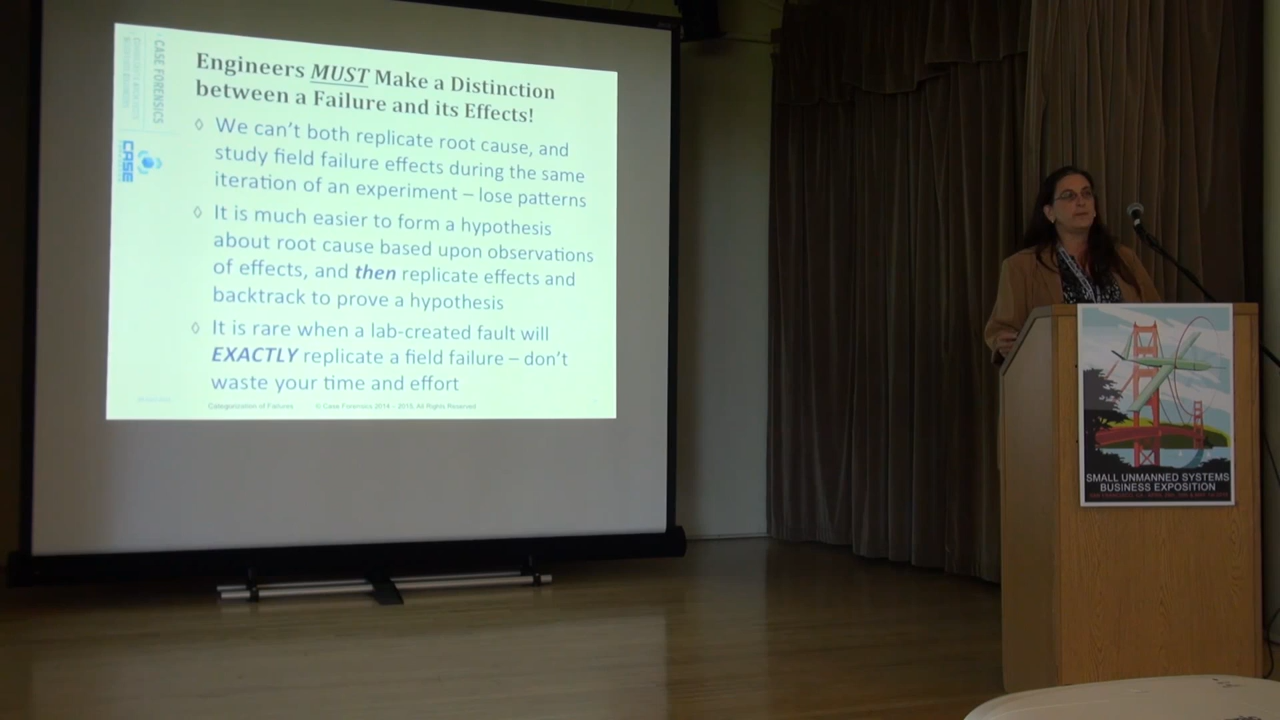 Engineers MUST Make a Distinction
between a Failure and its Effects!
◊ We can't both replicate root cause, and
study field failure effects during the same
iteration of an experiment – lose patterns
◊ It is much easier to form a hypothesis
about root cause based upon observations
of effects, and then replicate effects and
backtrack to prove a hypothesis
◊ It is rare when a lab-created fault will
EXACTLY replicate a field failure – don't
waste your time and effort
Categorization of Failures © Case Forensics 2014 – 2015, All Rights Reserved
CASE FORENSICS
CASE
SMALL UNMANNED SYSTEMS
BUSINESS EXPOSITION